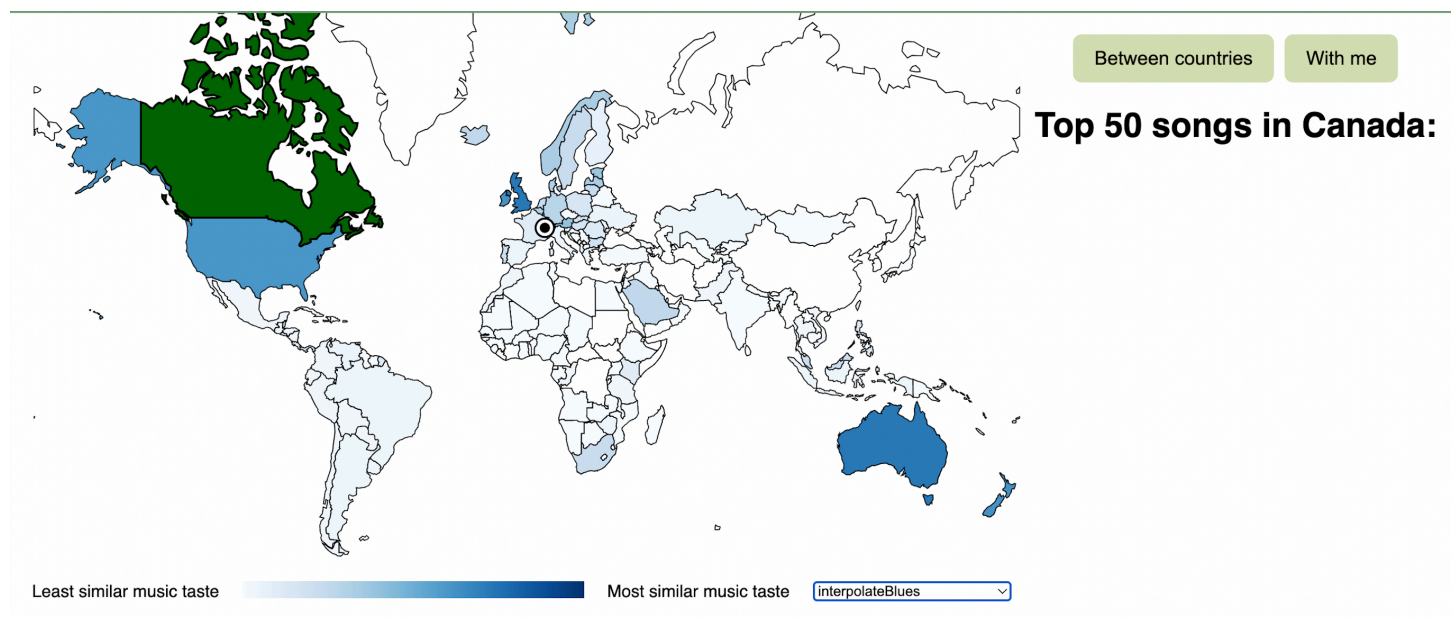 Between countries
With me
Top 50 songs in Canada:
Least similar music taste
Most similar music taste
interpolateBlues